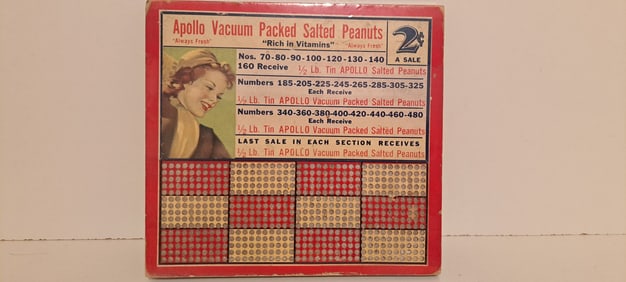 Apollo Vacuum Packed Salted Peanuts
"Always Fresh" "Rich in Vitamins" "Always Fresh"
2¢
A SALE
Nos. 70-80-90-100-120-130-140
160 Receive ½ Lb. Tin APOLLO Salted Peanuts
Numbers 185-205-225-245-265-285-305-325
Each Receive
½ Lb. Tin APOLLO Vacuum Packed Salted Peanuts
Numbers 340-360-380-400-420-440-460-480
Each Receive
½ Lb. Tin APOLLO Vacuum Packed Salted Peanuts
LAST SALE IN EACH SECTION RECEIVES
½ Lb. Tin APOLLO Vacuum Packed Salted Peanuts